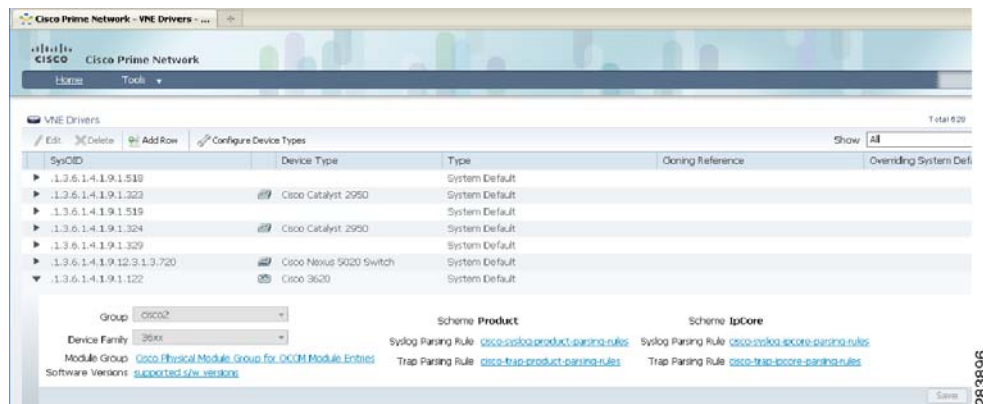 Cisco Prime Network - VNE Drivers - ...
CISCO Cisco Prime Network
Home Tools
VNE Drivers Total 629
Edit Delete Add Row Configure Device Types Show All
SysOID Device Type Type Cloning Reference Overriding System Defa
.1.3.6.1.4.1.9.1.518 System Default
.1.3.6.1.4.1.9.1.323 Cisco Catalyst 2950 System Default
.1.3.6.1.4.1.9.1.519 System Default
.1.3.6.1.4.1.9.1.324 Cisco Catalyst 2950 System Default
.1.3.6.1.4.1.9.1.329 System Default
.1.3.6.1.4.1.9.12.3.1.3.720 Cisco Nexus 5020 Switch System Default
.1.3.6.1.4.1.9.1.122 Cisco 3620 System Default
Group cisco2 Scheme Product Scheme IpCore
Device Family 36xx Syslog Parsing Rule cisco-syslog-product-parsing-rules Syslog Parsing Rule cisco-syslog-ipcore-parsing-rules
Module Group Cisco Physical Module Group for OCCM Module Entries Trap Parsing Rule cisco-trap-product-parsing-rules Trap Parsing Rule cisco-trap-ipcore-parsing-rules
Software Versions supported s/w versions
Save
283896